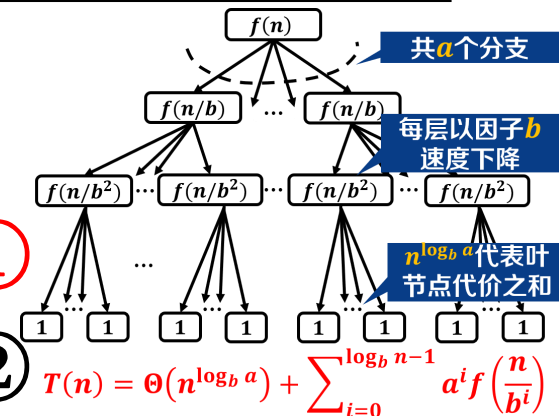 f(n)
共a个分支
f(n/b) ... f(n/b)
每层以因子b
速度下降
f(n/b²) ... f(n/b²) ... f(n/b²) ... f(n/b²)
...
n^{log_b a}代表叶
节点代价之和
... ... ... ...
1 1 1 1 1 1 1 1
2 T(n) = Θ(n^{log_b a}) + ∑_{i=0}^{log_b n−1} a^i f(n/b^i)